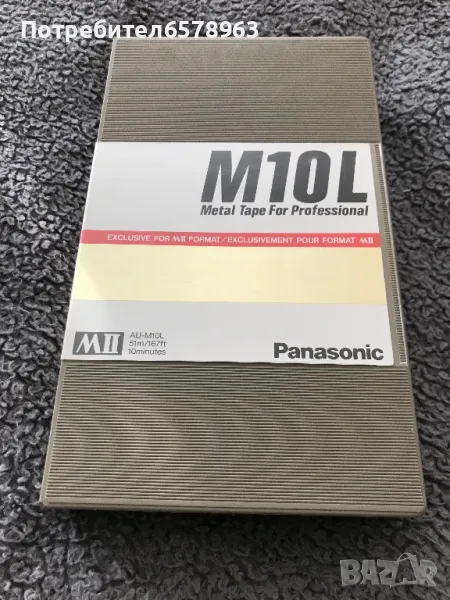 Потребител6578963
M10L
Metal Tape For Professional
EXCLUSIVE FOR MII FORMAT/EXCLUSIVEMENT POUR FORMAT MII
MII
AU-M10L
51m/167ft
10minutes
Panasonic
BAZAR